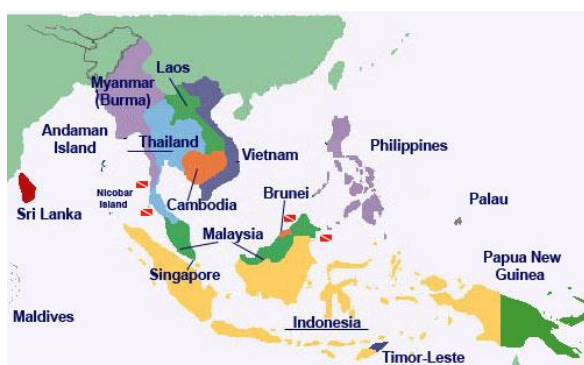 Laos
Myanmar
(Burma)
Andaman
Island
Thailand
Philippines
Vietnam
Nicobar
Island
Sri Lanka
Cambodia
Brunei
Palau
Malaysia
Singapore
Papua New
Guinea
Maldives
Indonesia
Timor-Leste